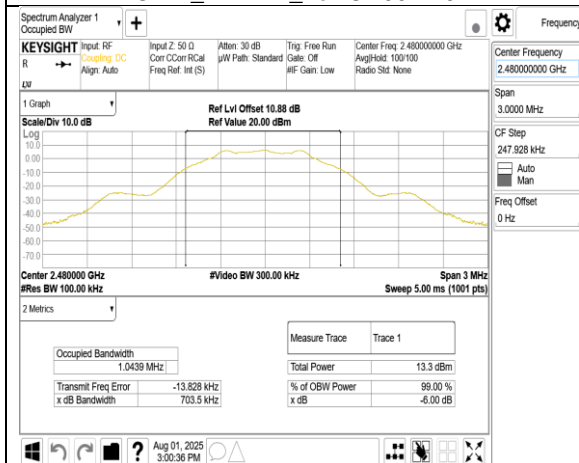 Spectrum Analyzer 1
Occupied BW
Frequency
KEYSIGHT
R
LXI
Input: RF
Coupling: DC
Align: Auto
Input Z: 50 Ω
Corr CCorr RCal
Freq Ref: Int (S)
Atten: 30 dB
µW Path: Standard
Trig: Free Run
Gate: Off
#IF Gain: Low
Center Freq: 2.480000000 GHz
Avg|Hold: 100/100
Radio Std: None
Center Frequency
2.480000000 GHz
Span
3.0000 MHz
CF Step
247.928 kHz
Auto
Man
Freq Offset
0 Hz
1 Graph
Scale/Div 10.0 dB
Ref Lvl Offset 10.88 dB
Ref Value 20.00 dBm
Log
10.0
0.00
-10.0
-20.0
-30.0
-40.0
-50.0
-60.0
-70.0
Center 2.480000 GHz
#Res BW 100.00 kHz
#Video BW 300.00 kHz
Span 3 MHz
Sweep 5.00 ms (1001 pts)
2 Metrics
Measure Trace Trace 1
Occupied Bandwidth
1.0439 MHz
Total Power 13.3 dBm
Transmit Freq Error -13.828 kHz
% of OBW Power 99.00 %
x dB Bandwidth 703.5 kHz
x dB -6.00 dB
Aug 01, 2025
3:00:36 PM